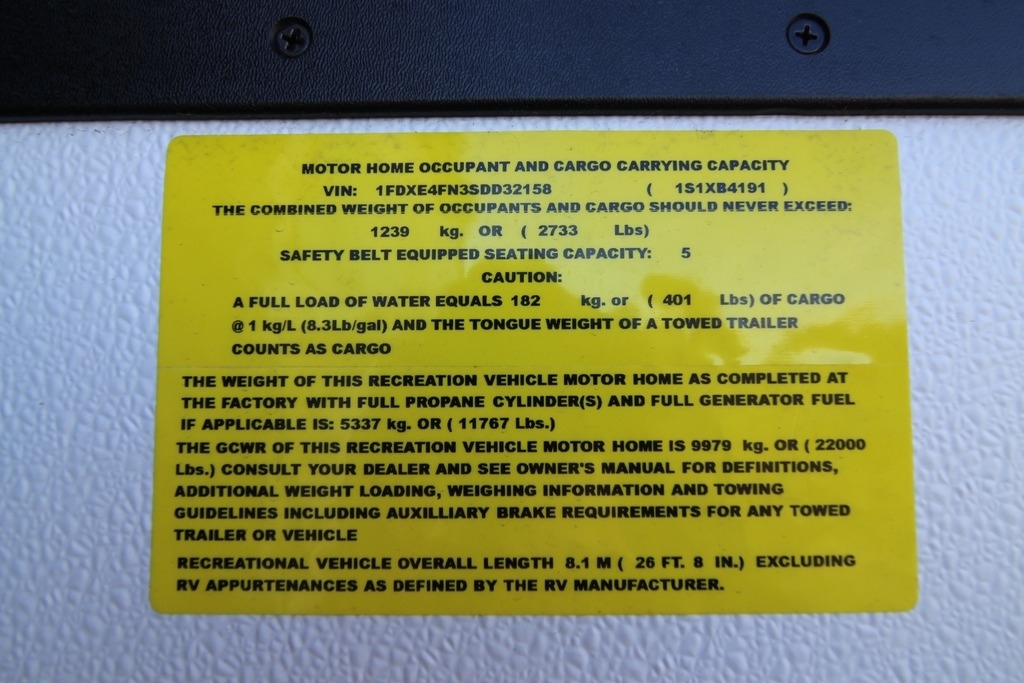 MOTOR HOME OCCUPANT AND CARGO CARRYING CAPACITY
VIN: 1FDXE4FN3SDD32158 ( 1S1XB4191 )
THE COMBINED WEIGHT OF OCCUPANTS AND CARGO SHOULD NEVER EXCEED:
1239 kg. OR ( 2733 Lbs)
SAFETY BELT EQUIPPED SEATING CAPACITY: 5
CAUTION:
A FULL LOAD OF WATER EQUALS 182 kg. or ( 401 Lbs) OF CARGO
@ 1 kg/L (8.3Lb/gal) AND THE TONGUE WEIGHT OF A TOWED TRAILER
COUNTS AS CARGO
THE WEIGHT OF THIS RECREATION VEHICLE MOTOR HOME AS COMPLETED AT
THE FACTORY WITH FULL PROPANE CYLINDER(S) AND FULL GENERATOR FUEL
IF APPLICABLE IS: 5337 kg. OR ( 11767 Lbs.)
THE GCWR OF THIS RECREATION VEHICLE MOTOR HOME IS 9979 kg. OR ( 22000
Lbs.) CONSULT YOUR DEALER AND SEE OWNER'S MANUAL FOR DEFINITIONS,
ADDITIONAL WEIGHT LOADING, WEIGHING INFORMATION AND TOWING
GUIDELINES INCLUDING AUXILLIARY BRAKE REQUIREMENTS FOR ANY TOWED
TRAILER OR VEHICLE
RECREATIONAL VEHICLE OVERALL LENGTH 8.1 M ( 26 FT. 8 IN.) EXCLUDING
RV APPURTENANCES AS DEFINED BY THE RV MANUFACTURER.